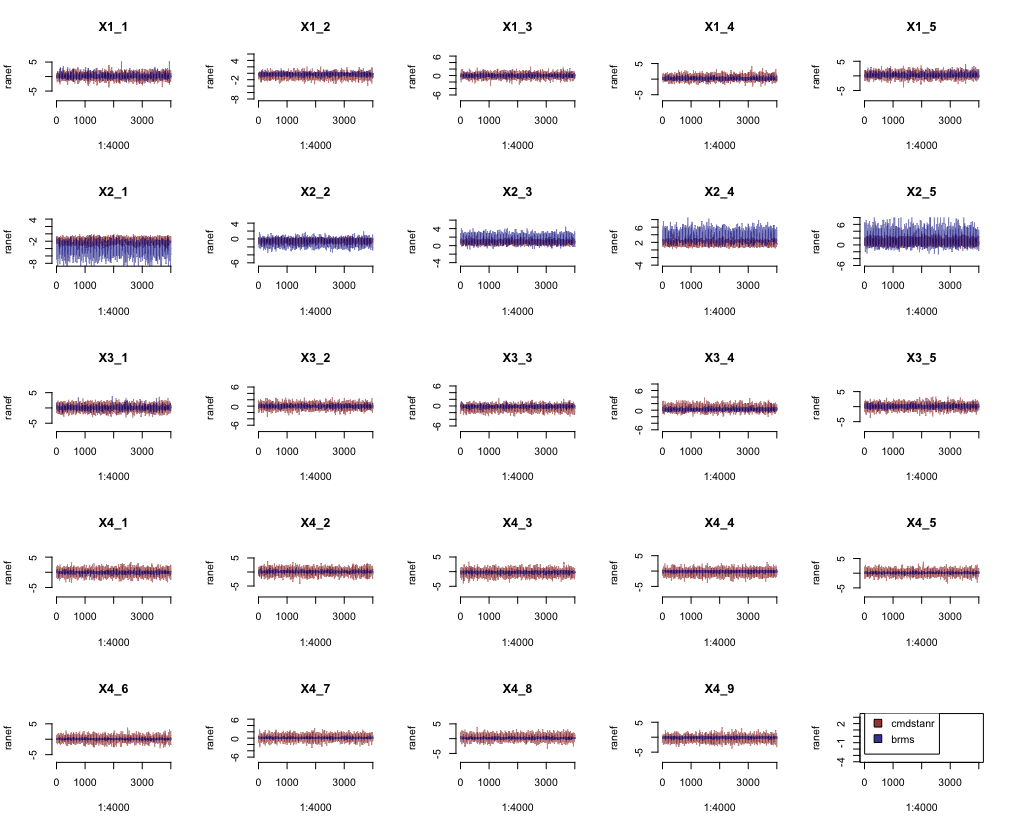 X1_1 X1_2 X1_3 X1_4 X1_5
ranef ranef ranef ranef ranef
-5 5 -8 -2 4 -6 0 6 -5 5 -5 5
0 1000 3000 0 1000 3000 0 1000 3000 0 1000 3000 0 1000 3000
1:4000 1:4000 1:4000 1:4000 1:4000
X2_1 X2_2 X2_3 X2_4 X2_5
ranef ranef ranef ranef ranef
-8 -2 4 -6 0 4 -4 0 4 -4 2 6 -6 0 6
0 1000 3000 0 1000 3000 0 1000 3000 0 1000 3000 0 1000 3000
1:4000 1:4000 1:4000 1:4000 1:4000
X3_1 X3_2 X3_3 X3_4 X3_5
ranef ranef ranef ranef ranef
-5 5 -6 0 6 -6 0 6 -6 0 6 -5 5
0 1000 3000 0 1000 3000 0 1000 3000 0 1000 3000 0 1000 3000
1:4000 1:4000 1:4000 1:4000 1:4000
X4_1 X4_2 X4_3 X4_4 X4_5
ranef ranef ranef ranef ranef
-5 5 -5 5 -5 5 -5 5 -5 5
0 1000 3000 0 1000 3000 0 1000 3000 0 1000 3000 0 1000 3000
1:4000 1:4000 1:4000 1:4000 1:4000
X4_6 X4_7 X4_8 X4_9
ranef ranef ranef ranef ranef
-5 5 -6 0 6 -5 5 -5 5 -4 -1 2
cmdstanr
brms
0 1000 3000 0 1000 3000 0 1000 3000 0 1000 3000 0 1000 3000
1:4000 1:4000 1:4000 1:4000 1:4000